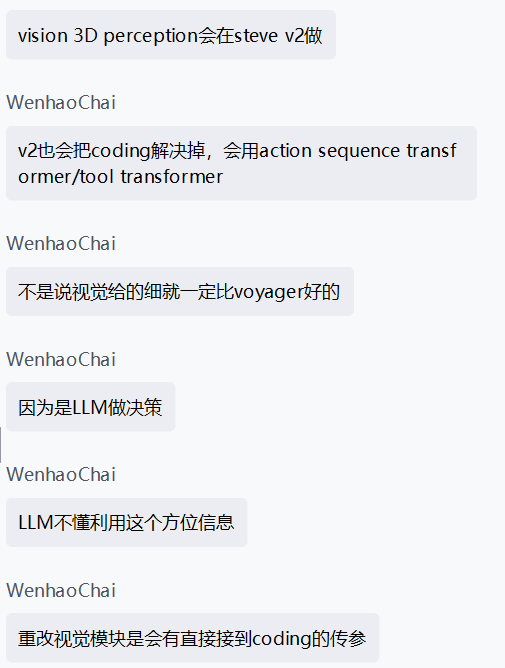 vision 3D perception会在steve v2做
WenhaoChai
v2也会把coding解决掉，会用action sequence transf
ormer/tool transformer
WenhaoChai
不是说视觉给的细就一定比voyager好的
WenhaoChai
因为是LLM做决策
WenhaoChai
LLM不懂利用这个方位信息
WenhaoChai
重改视觉模块是会有直接接到coding的传参